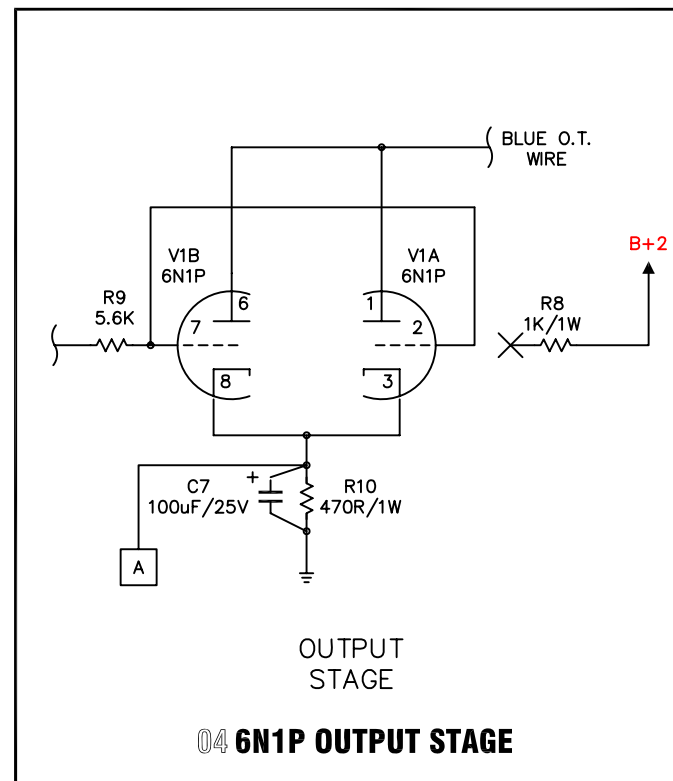 BLUE O.T.
WIRE
B+2
V1B
6N1P
V1A
6N1P
R9
5.6K
R8
1K/1W
6
1
7
2
8
3
C7
100uF/25V
+
R10
470R/1W
A
OUTPUT
STAGE
04 6N1P OUTPUT STAGE